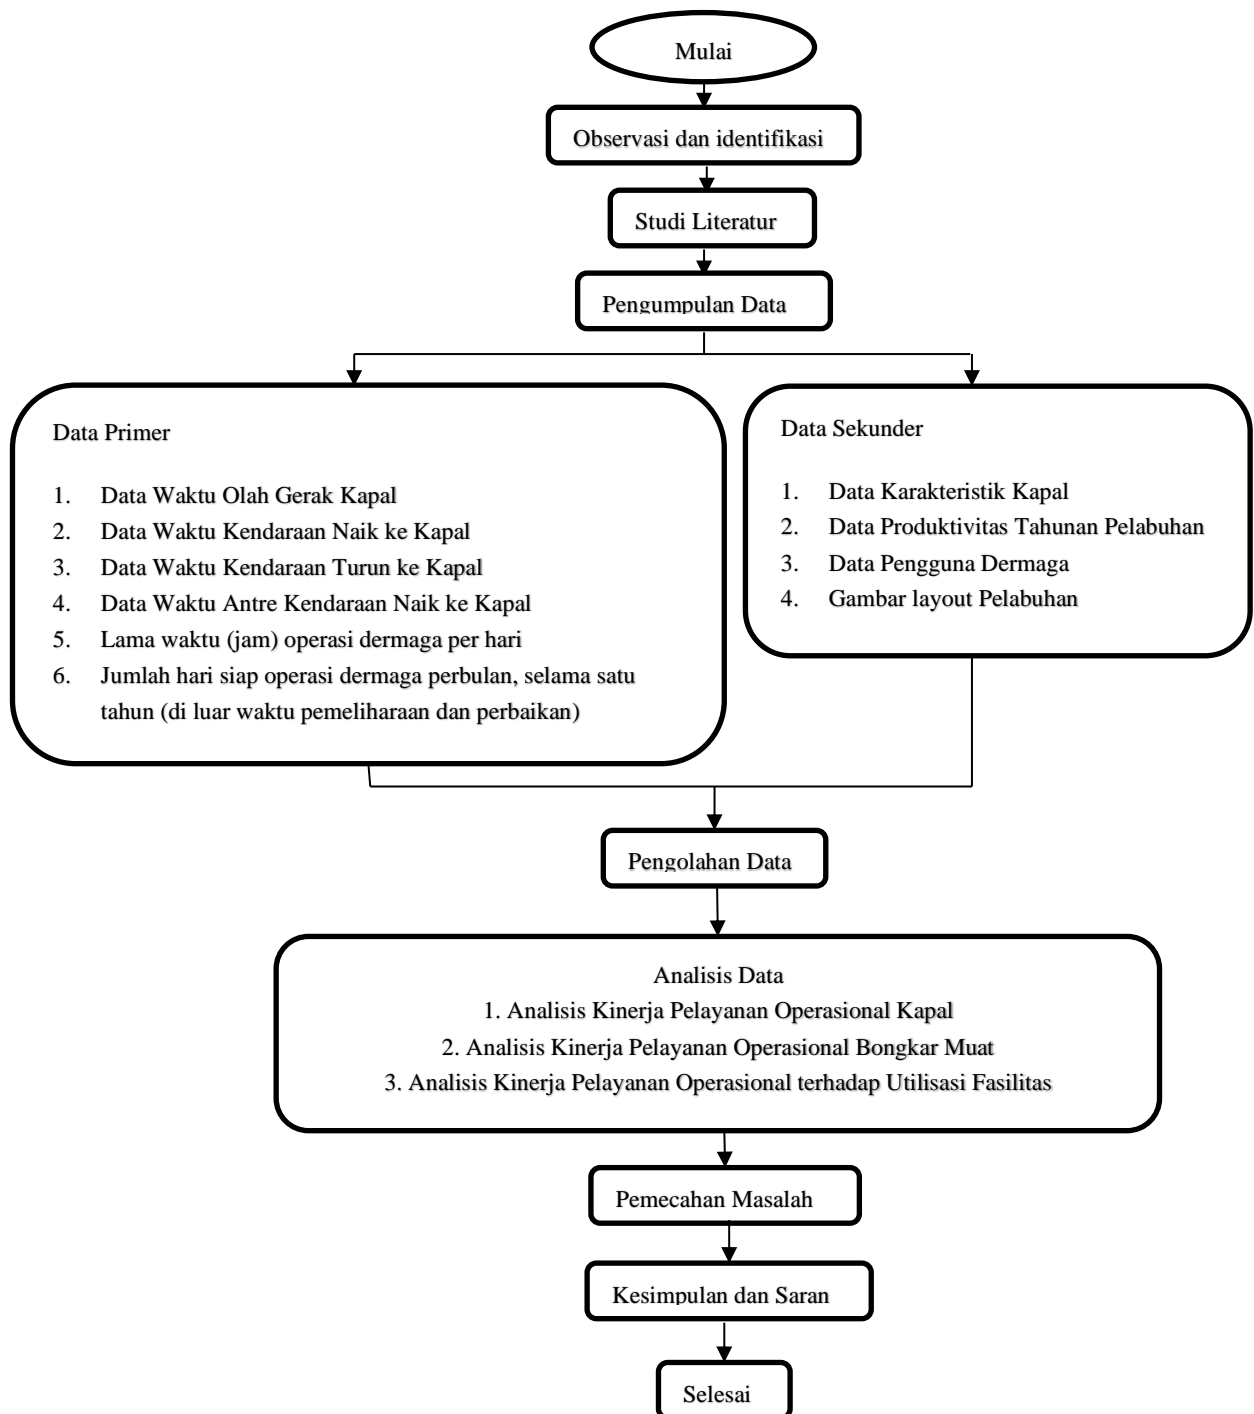 Mulai
Observasi dan identifikasi
Studi Literatur
Pengumpulan Data
Data Primer
1. Data Waktu Olah Gerak Kapal
2. Data Waktu Kendaraan Naik ke Kapal
3. Data Waktu Kendaraan Turun ke Kapal
4. Data Waktu Antre Kendaraan Naik ke Kapal
5. Lama waktu (jam) operasi dermaga per hari
6. Jumlah hari siap operasi dermaga perbulan, selama satu
tahun (di luar waktu pemeliharaan dan perbaikan)
Data Sekunder
1. Data Karakteristik Kapal
2. Data Produktivitas Tahunan Pelabuhan
3. Data Pengguna Dermaga
4. Gambar layout Pelabuhan
Pengolahan Data
Analisis Data
1. Analisis Kinerja Pelayanan Operasional Kapal
2. Analisis Kinerja Pelayanan Operasional Bongkar Muat
3. Analisis Kinerja Pelayanan Operasional terhadap Utilisasi Fasilitas
Pemecahan Masalah
Kesimpulan dan Saran
Selesai